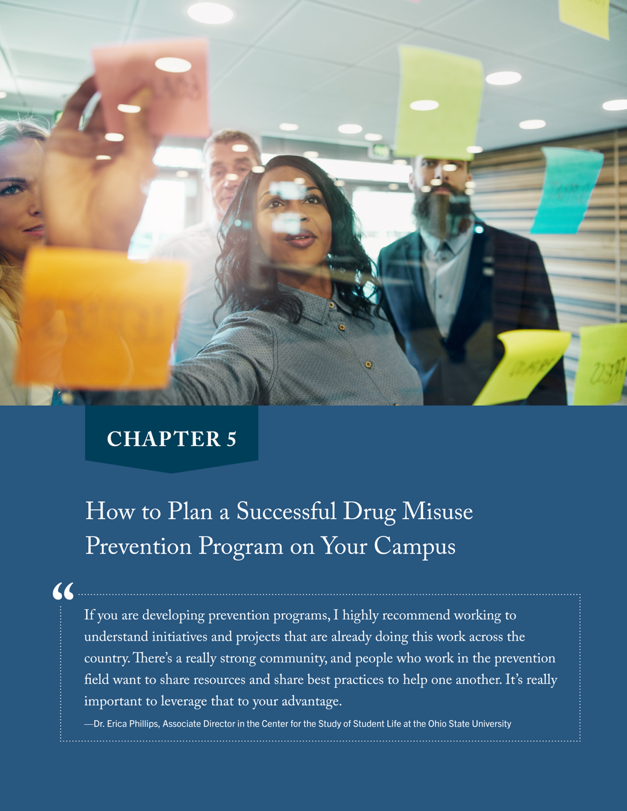 CHAPTER 5
How to Plan a Successful Drug Misuse
Prevention Program on Your Campus
“
If you are developing prevention programs, I highly recommend working to
understand initiatives and projects that are already doing this work across the
country. There’s a really strong community, and people who work in the prevention
field want to share resources and share best practices to help one another. It’s really
important to leverage that to your advantage.
—Dr. Erica Phillips, Associate Director in the Center for the Study of Student Life at the Ohio State University